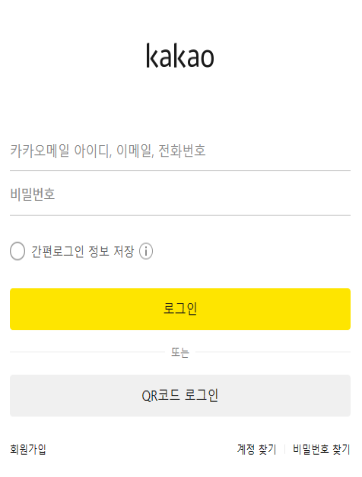 kakao
카카오메일 아이디, 이메일, 전화번호
비밀번호
간편로그인 정보 저장
로그인
또는
QR코드 로그인
회원가입 계정 찾기 비밀번호 찾기